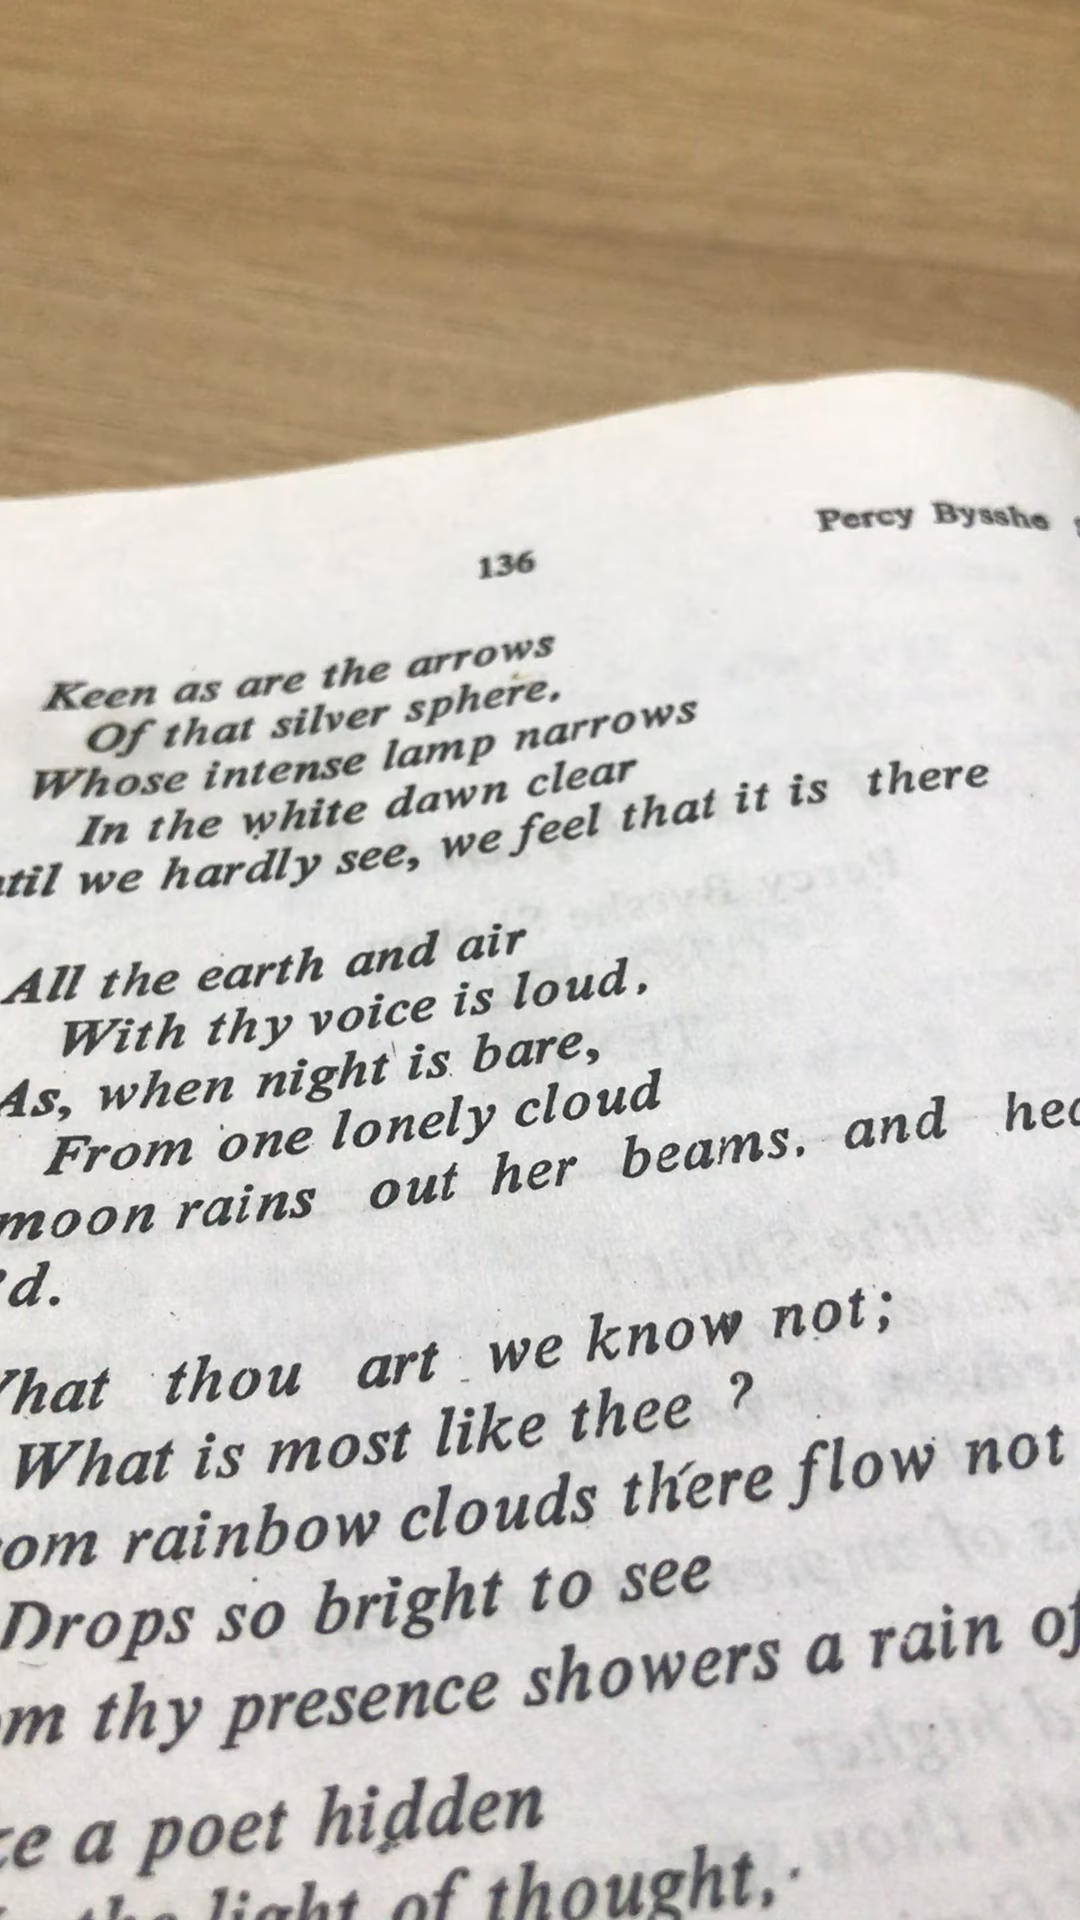 Percy Bysshe
136
Keen as are the arrows
Of that silver sphere.
Whose intense lamp narrows
In the white dawn clear
til we hardly see, we feel that it is there
All the earth and air
With thy voice is loud.
As, when night is bare,
From one lonely cloud
moon rains out her beams. and hea
'd.
What thou art we know not;
What is most like thee ?
om rainbow clouds there flow not
Drops so bright to see
om thy presence showers a rain of
ke a poet hidden
the light of thought,